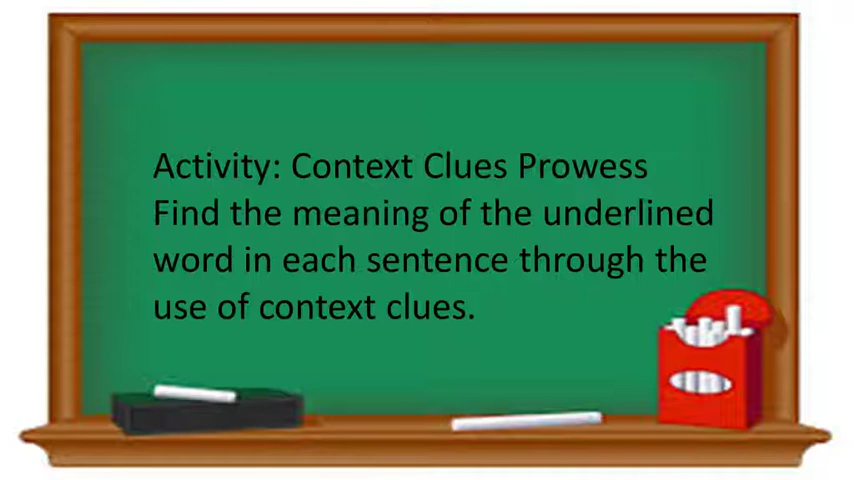 Activity: Context Clues Prowess
Find the meaning of the underlined
word in each sentence through the
use of context clues.